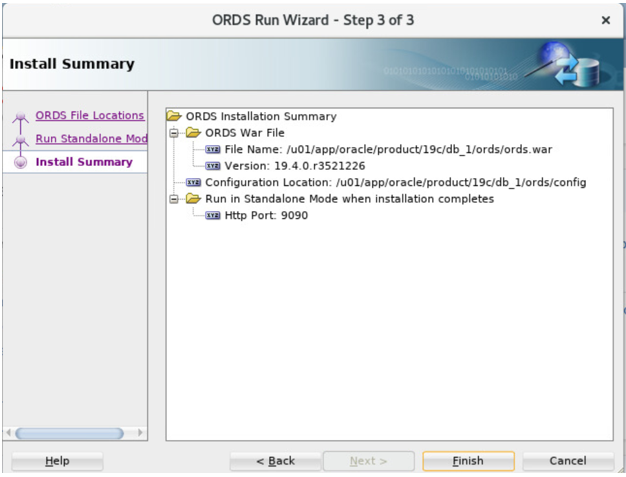 ORDS Run Wizard - Step 3 of 3
Install Summary
ORDS File Locations
Run Standalone Mod
Install Summary
ORDS Installation Summary
ORDS War File
File Name: /u01/app/oracle/product/19c/db_1/ords/ords.war
Version: 19.4.0.r3521226
Configuration Location: /u01/app/oracle/product/19c/db_1/ords/config
Run in Standalone Mode when installation completes
Http Port: 9090
Help
< Back
Next >
Finish
Cancel